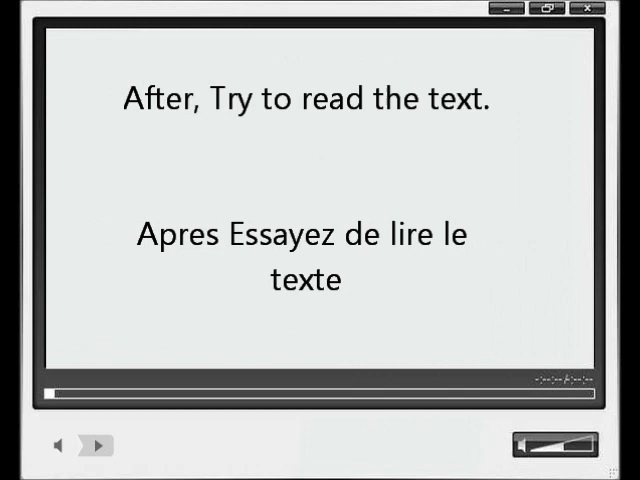 After, Try to read the text.
Apres Essayez de lire le
texte